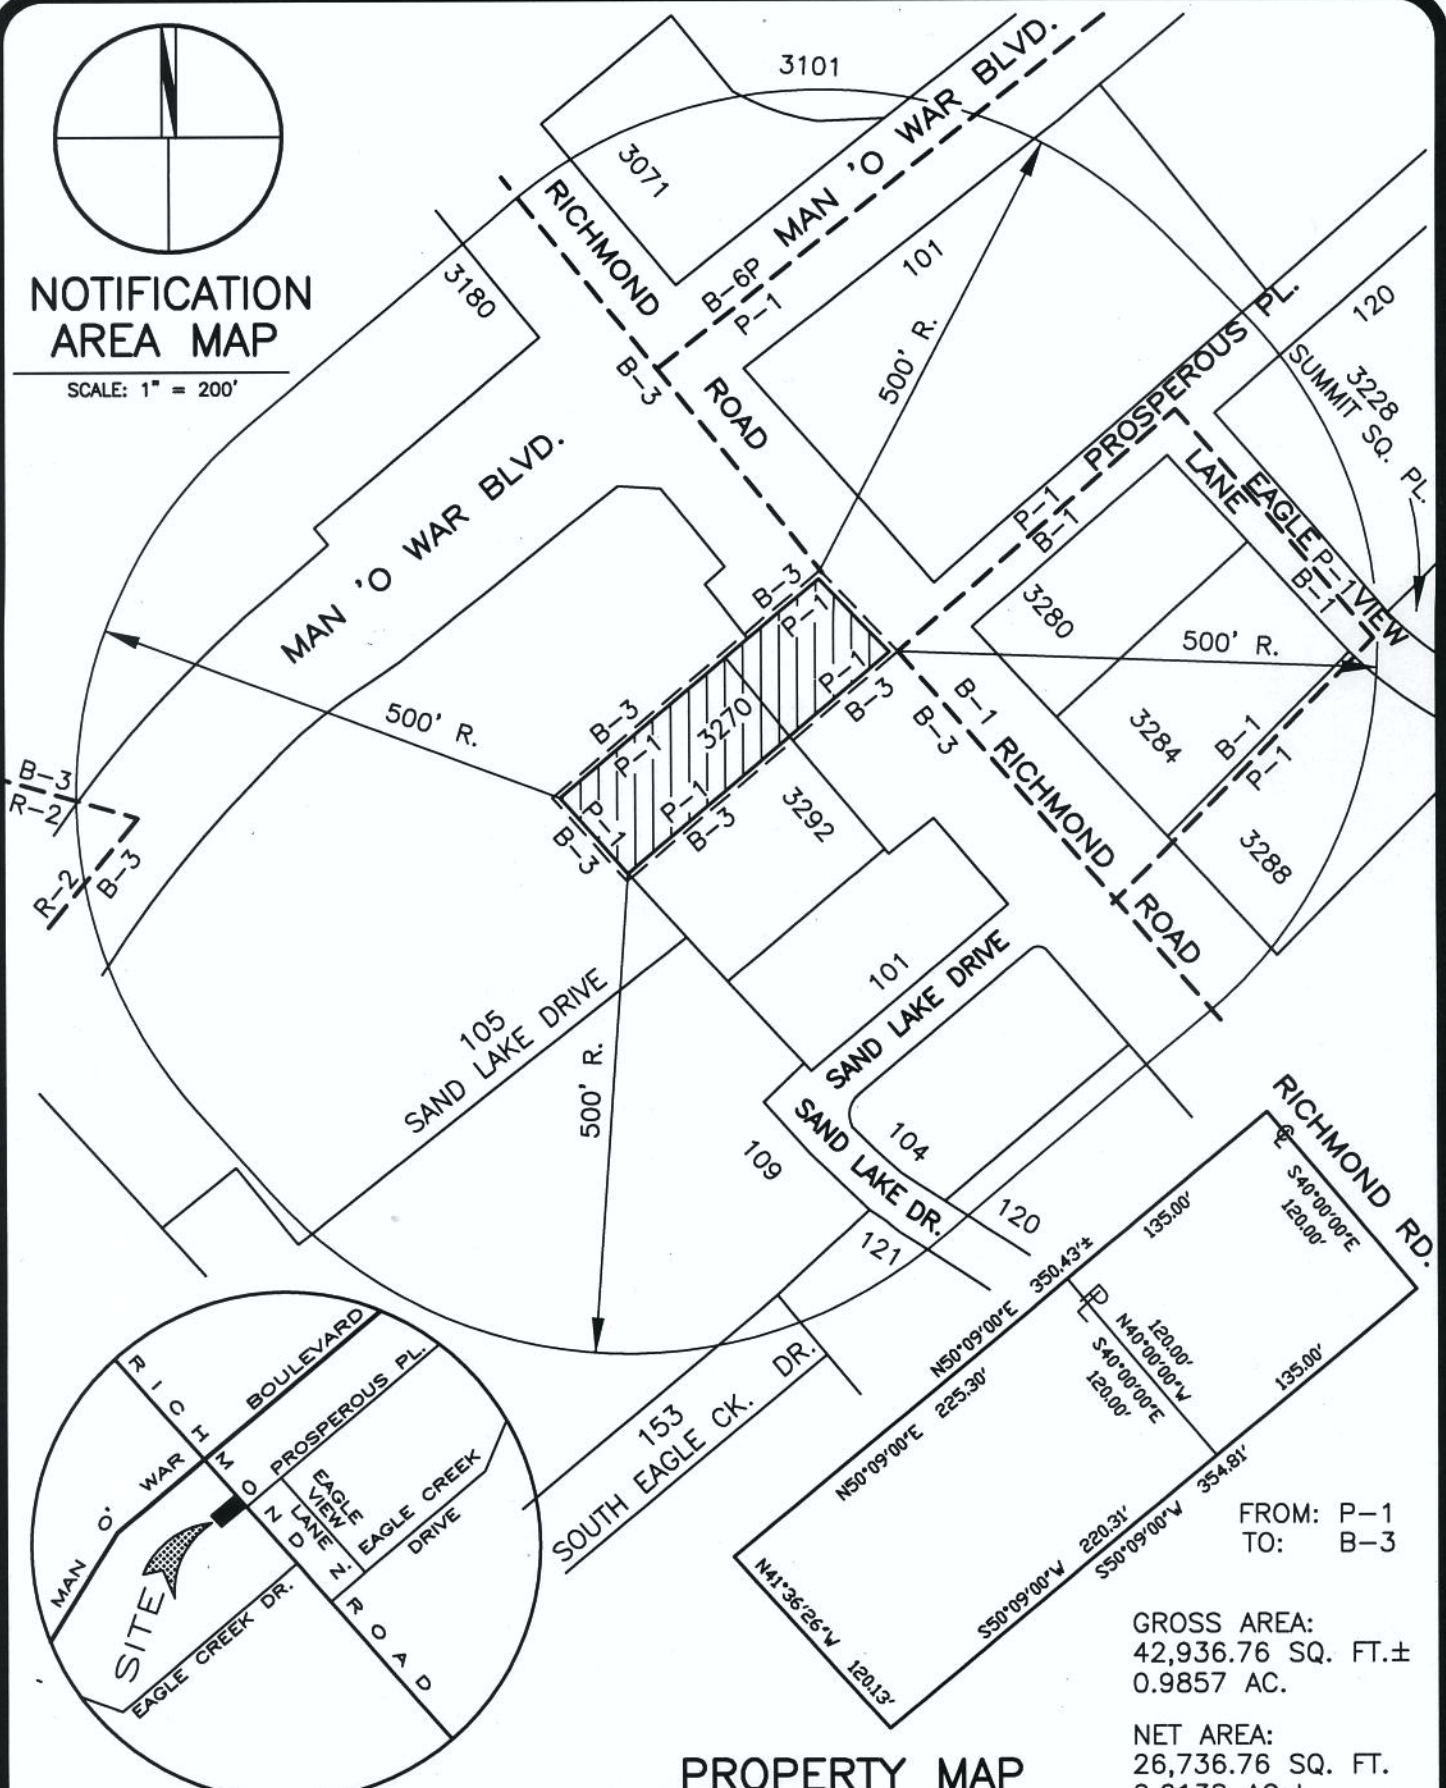 NOTIFICATION
AREA MAP
SCALE: 1" = 200'
3101
3071
MAN 'O WAR BLVD.
RICHMOND
ROAD
3180
B-6P
P-1
B-3
101
500' R.
PROSPEROUS PL.
120
3228
SUMMIT SQ. PL.
EAGLE VIEW
LANE
P-1
B-1
P-1
B-1
MAN 'O WAR BLVD.
B-3
P-1
3280
500' R.
500' R.
B-3
P-1
3270
P-1
B-3
B-1
B-3
RICHMOND
ROAD
3284
B-1
P-1
3288
B-3
R-2
R-2
B-3
P-1
B-3
P-1
B-3
3292
101
SAND LAKE DRIVE
105
SAND LAKE DRIVE
500' R.
SAND LAKE DR.
104
109
120
121
153
SOUTH EAGLE CK. DR.
RICHMOND RD.
℄
S40°00'00"E
120.00'
135.00'
350.43'±
N50°09'00"E
PL
120.00'
N40°00'00"W
S40°00'00"E
120.00'
135.00'
225.30'
N50°09'00"E
354.81'
S50°09'00"W
220.31'
S50°09'00"W
N41°36'26"W
120.13'
RICHMOND ROAD
MAN O' WAR BOULEVARD
PROSPEROUS PL.
EAGLE
VIEW
LANE
N. EAGLE CREEK
DRIVE
SITE
EAGLE CREEK DR.
FROM: P-1
TO: B-3
GROSS AREA:
42,936.76 SQ. FT.±
0.9857 AC.
NET AREA:
26,736.76 SQ. FT.
PROPERTY MAP